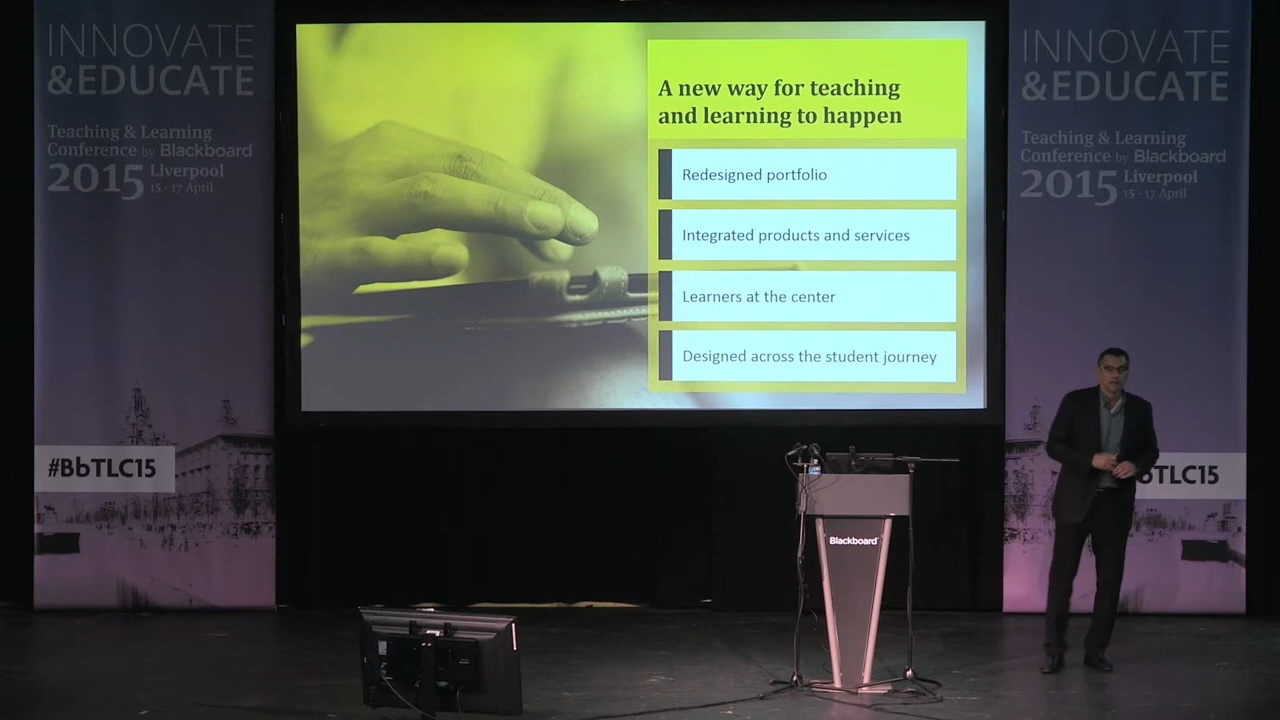 INNOVATE
&EDUCATE
Teaching & Learning
Conference by Blackboard
2015 Liverpool
15 - 17 April
#BbTLC15
A new way for teaching
and learning to happen
Redesigned portfolio
Integrated products and services
Learners at the center
Designed across the student journey
Blackboard
INNOVATE
&EDUCATE
Teaching & Learning
Conference by Blackboard
2015 Liverpool
15 - 17 April
bTLC15